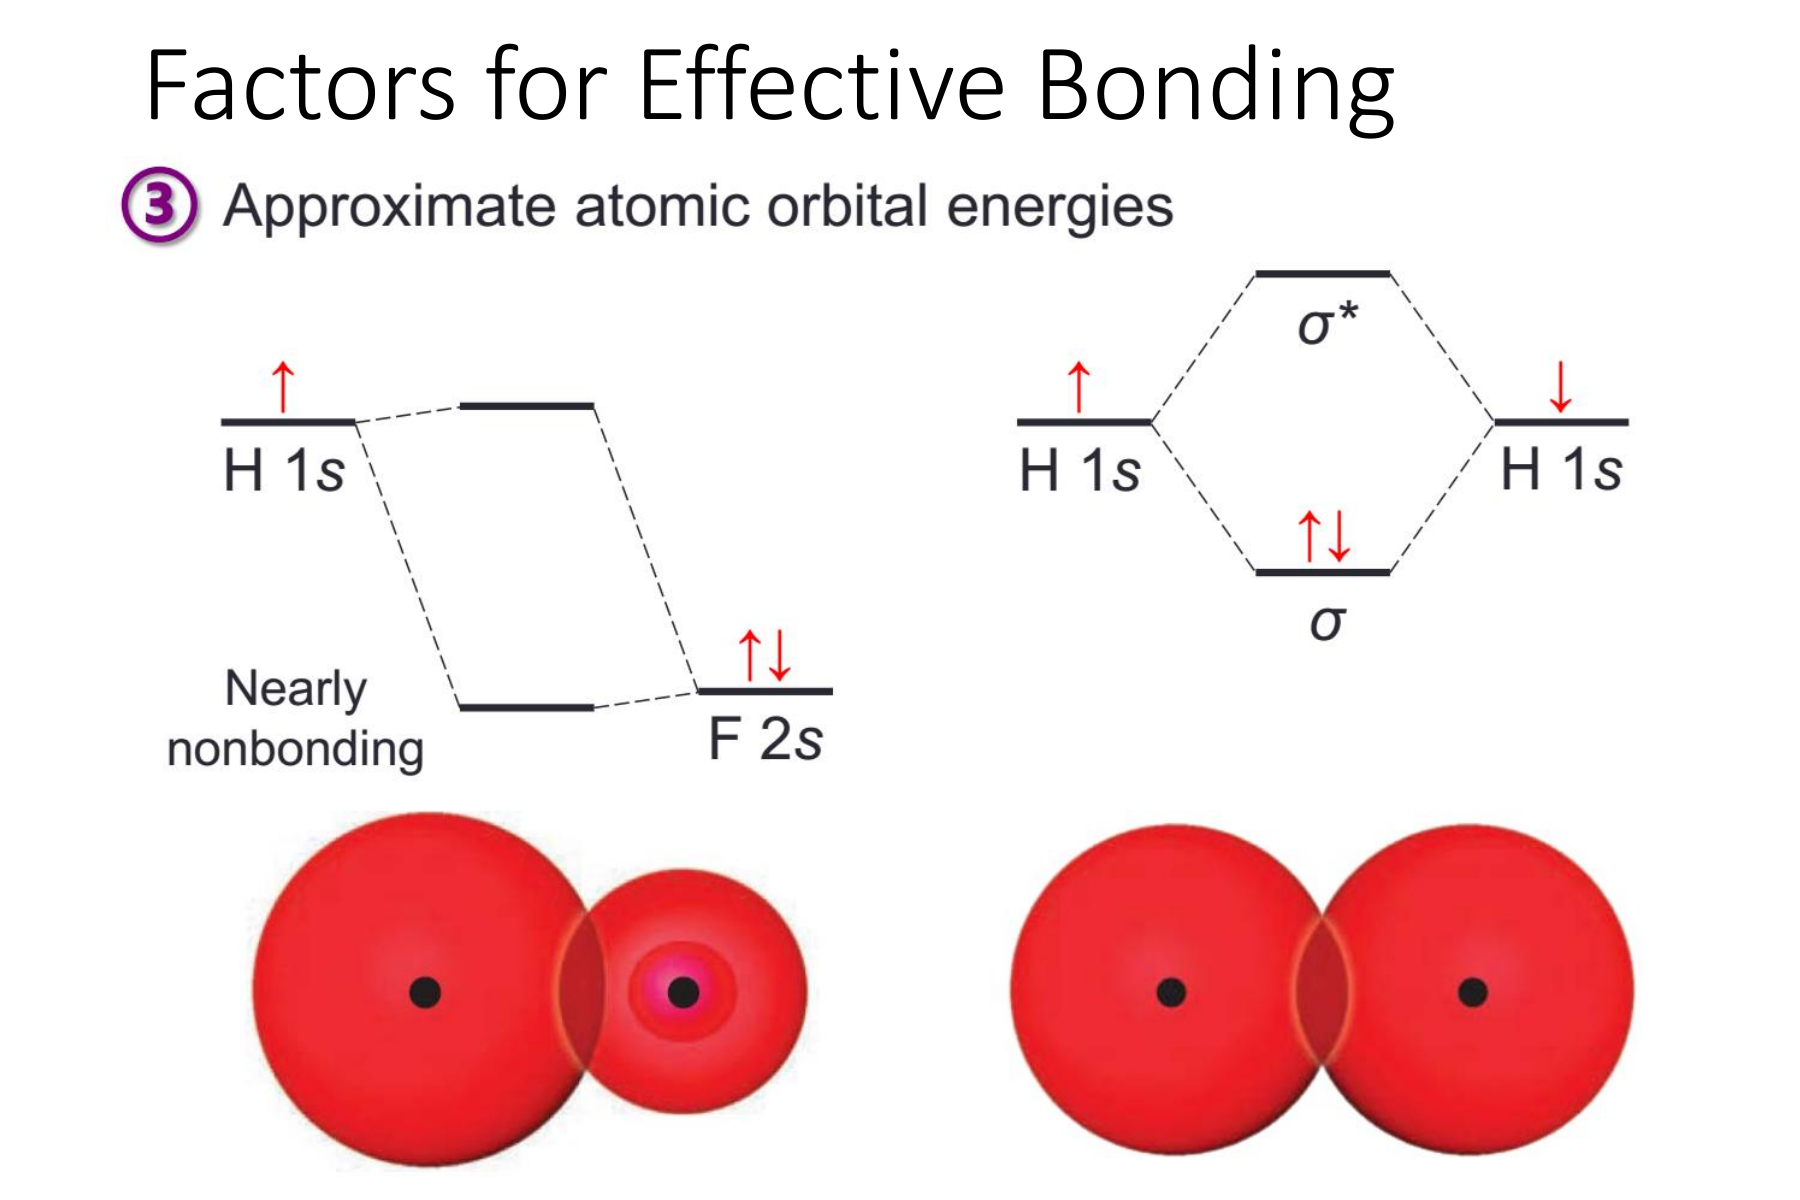 Factors for Effective Bonding
③ Approximate atomic orbital energies
↑
H 1s
Nearly
nonbonding
↑↓
F 2s
σ*
↑
H 1s
↓
H 1s
↑↓
σ